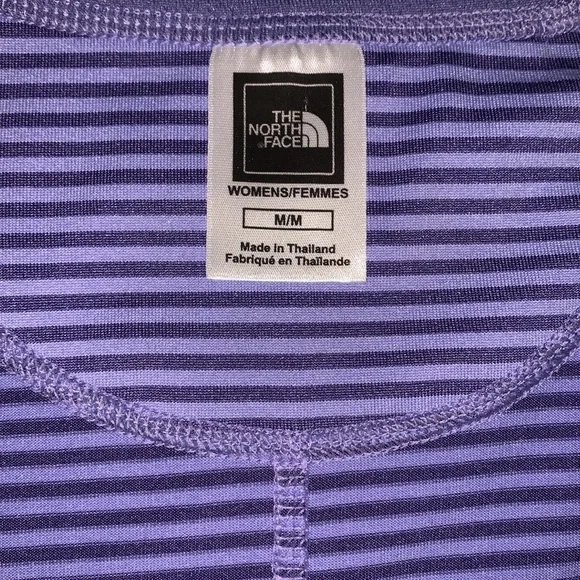 THE
NORTH
FACE
WOMENS/FEMMES
M/M
Made in Thailand
Fabriqué en Thaïlande